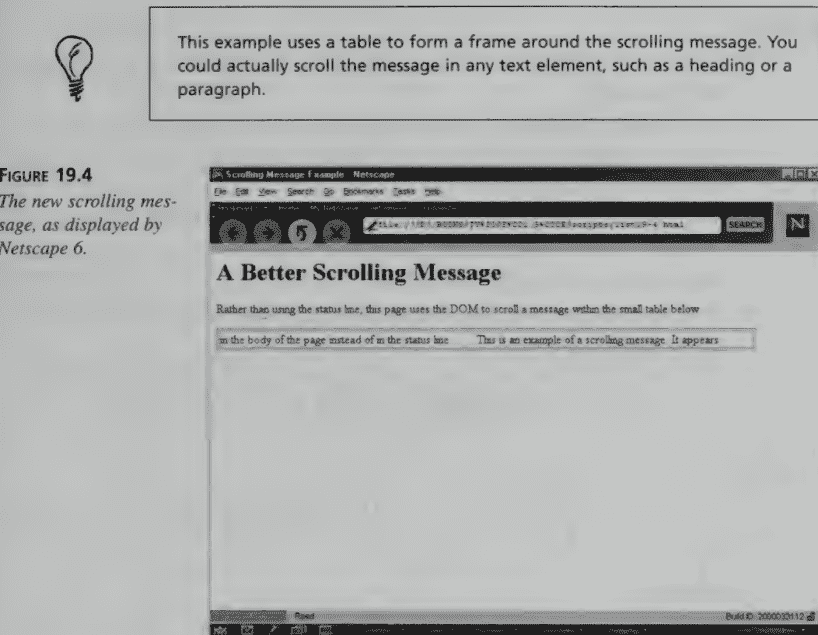 This example uses a table to form a frame around the scrolling message. You
could actually scroll the message in any text element, such as a heading or a
paragraph.
FIGURE 19.4
The new scrolling mes-
sage, as displayed by
Netscape 6.
Scrolling Message Example Netscape
File Edit View Search Go Bookmarks Tasks Help
SEARCH
N
A Better Scrolling Message
Rather than using the status line, this page uses the DOM to scroll a message within the small table below
in the body of the page instead of in the status line This is an example of a scrolling message. It appears
Build ID: